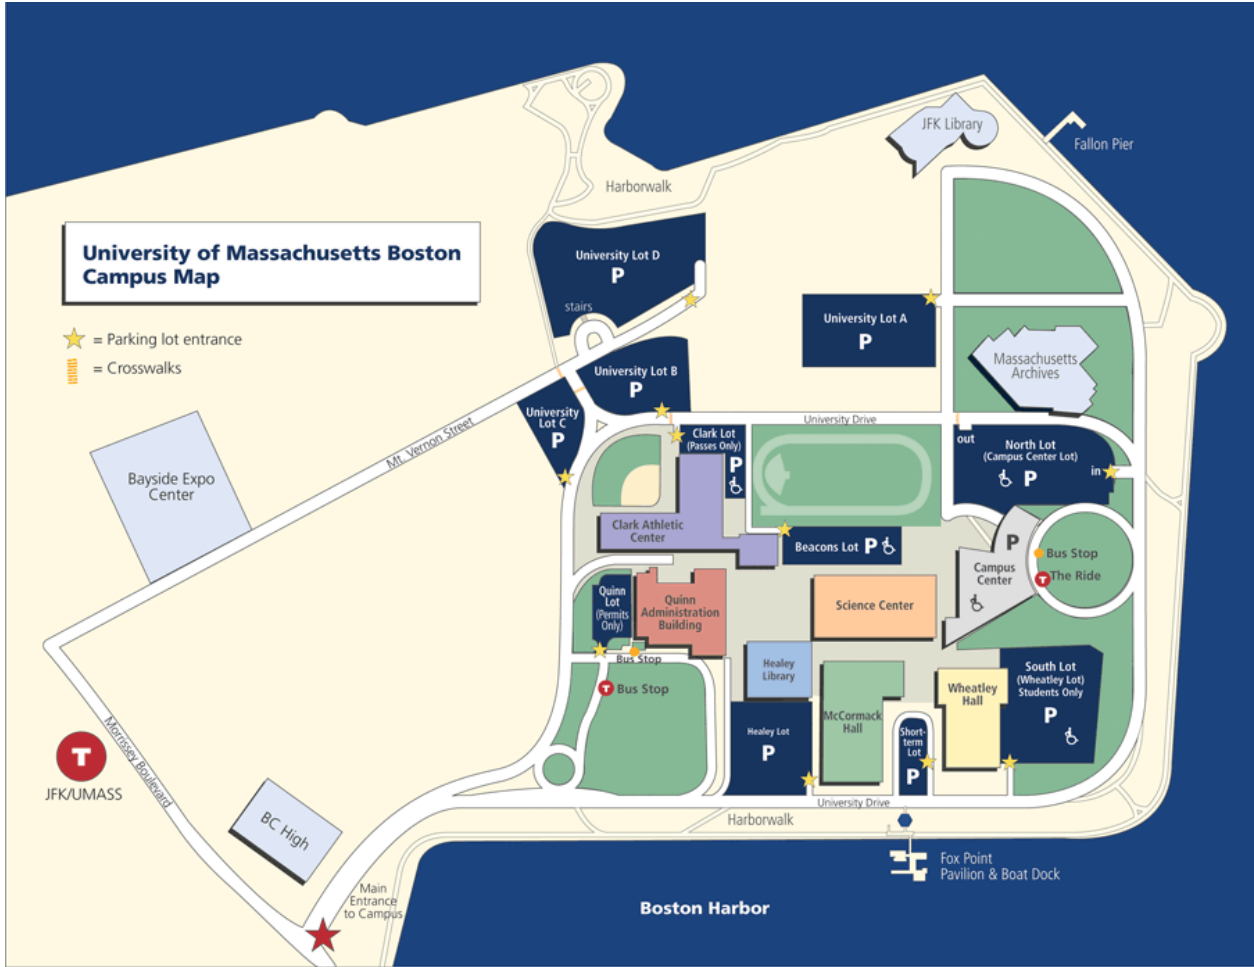 JFK Library
Fallon Pier
Harborwalk
University of Massachusetts Boston
Campus Map
= Parking lot entrance
= Crosswalks
University Lot D
P
stairs
University Lot A
P
Massachusetts
Archives
University Lot B
P
University
Lot C
P
University Drive
Mt. Vernon Street
Clark Lot
(Passes Only)
P
out
North Lot
(Campus Center Lot)
P
in
Bayside Expo
Center
Clark Athletic
Center
Beacons Lot P
P
Campus
Center
Bus Stop
T The Ride
Quinn
Lot
(Permits
Only)
Quinn
Administration
Building
Science Center
Bus Stop
T Bus Stop
Healey
Library
McCormack
Hall
Wheatley
Hall
South Lot
(Wheatley Lot)
Students Only
P
Healey Lot
P
Short-
term
Lot
P
Morrissey Boulevard
T
JFK/UMASS
BC High
University Drive
Harborwalk
Fox Point
Pavilion & Boat Dock
Main
Entrance
to Campus
Boston Harbor